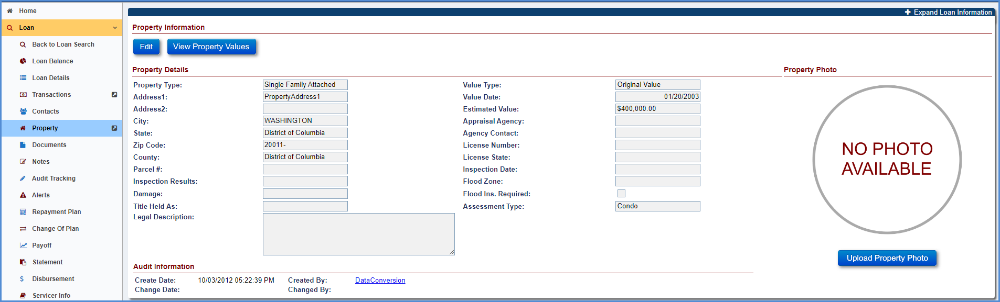 Home
Loan
Back to Loan Search
Loan Balance
Loan Details
Transactions
Contacts
Property
Documents
Notes
Audit Tracking
Alerts
Repayment Plan
Change Of Plan
Payoff
Statement
Disbursement
Servicer Info
Expand Loan Information
Property Information
Edit View Property Values
Property Details
Property Type: Single Family Attached
Address1: PropertyAddress1
Address2:
City: WASHINGTON
State: District of Columbia
Zip Code: 20011-
County: District of Columbia
Parcel #:
Inspection Results:
Damage:
Title Held As:
Legal Description:
Value Type: Original Value
Value Date: 01/20/2003
Estimated Value: $400,000.00
Appraisal Agency:
Agency Contact:
License Number:
License State:
Inspection Date:
Flood Zone:
Flood Ins. Required:
Assessment Type: Condo
Property Photo
NO PHOTO
AVAILABLE
Upload Property Photo
Audit Information
Create Date: 10/03/2012 05:22:39 PM Created By: DataConversion
Change Date: Changed By: